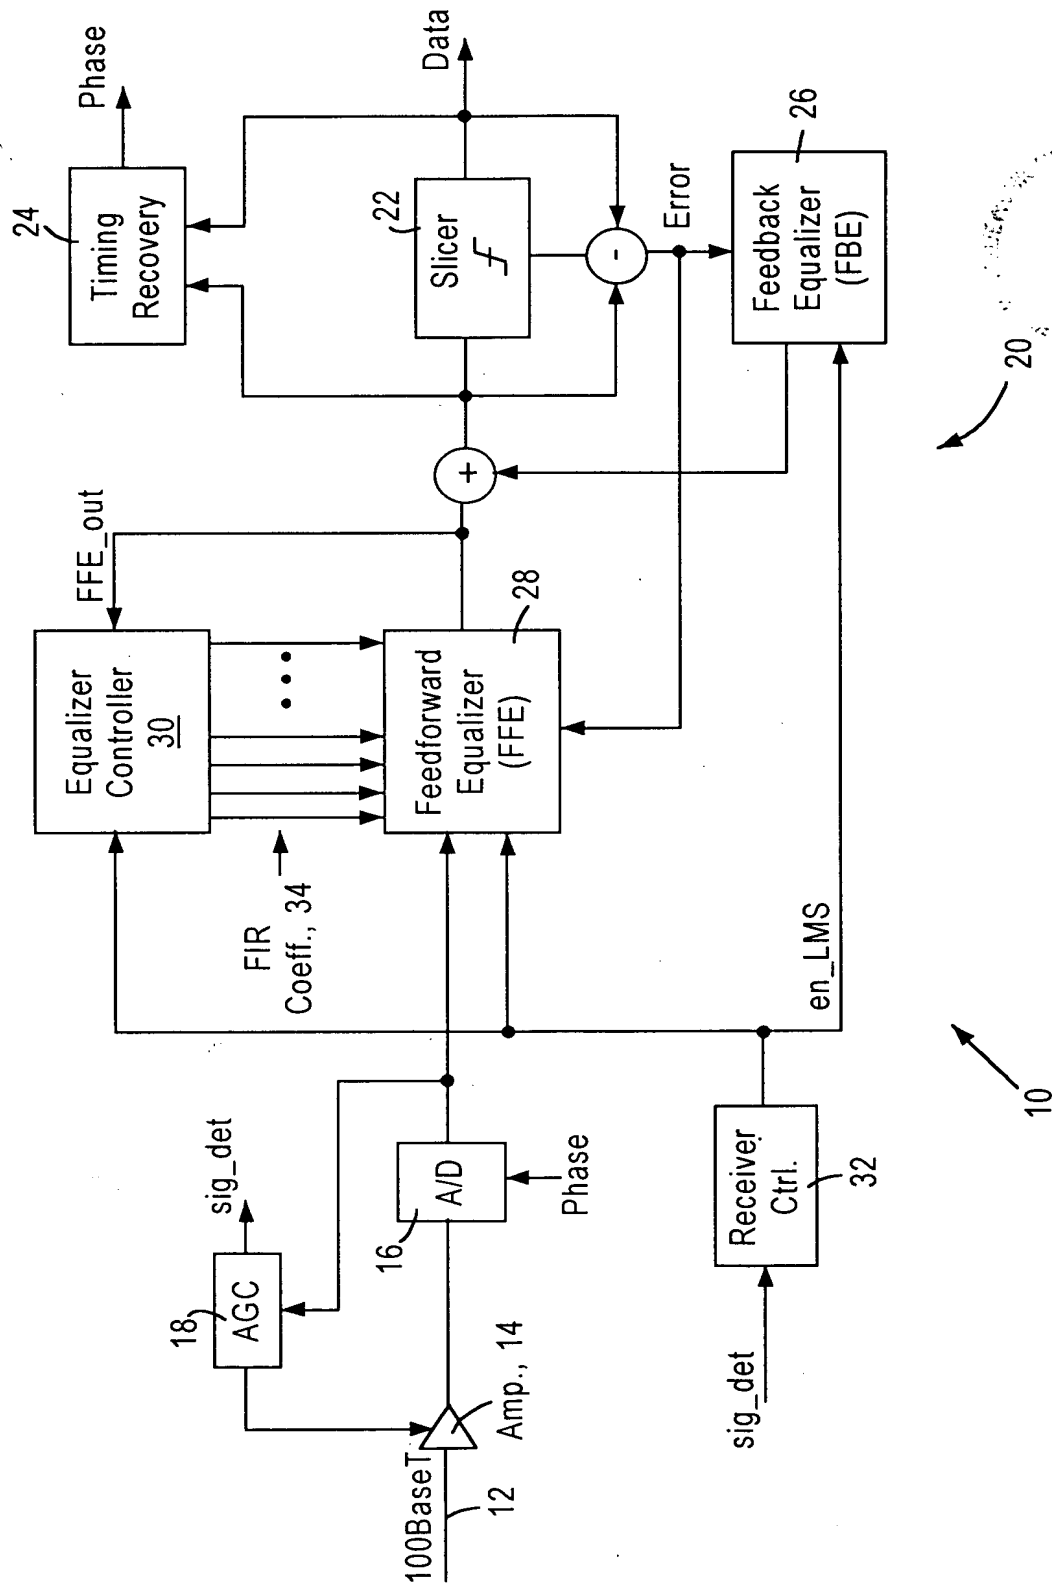 100BaseT
12
Amp., 14
18
AGC
sig_det
16
A/D
Phase
sig_det
Receiver
Ctrl.
32
10
FIR
Coeff., 34
en_LMS
Equalizer
Controller
30
FFE_out
Feedforward
Equalizer
(FFE)
28
+
20
24
Timing
Recovery
Phase
22
Slicer
Data
-
Error
Feedback
Equalizer
(FBE)
26